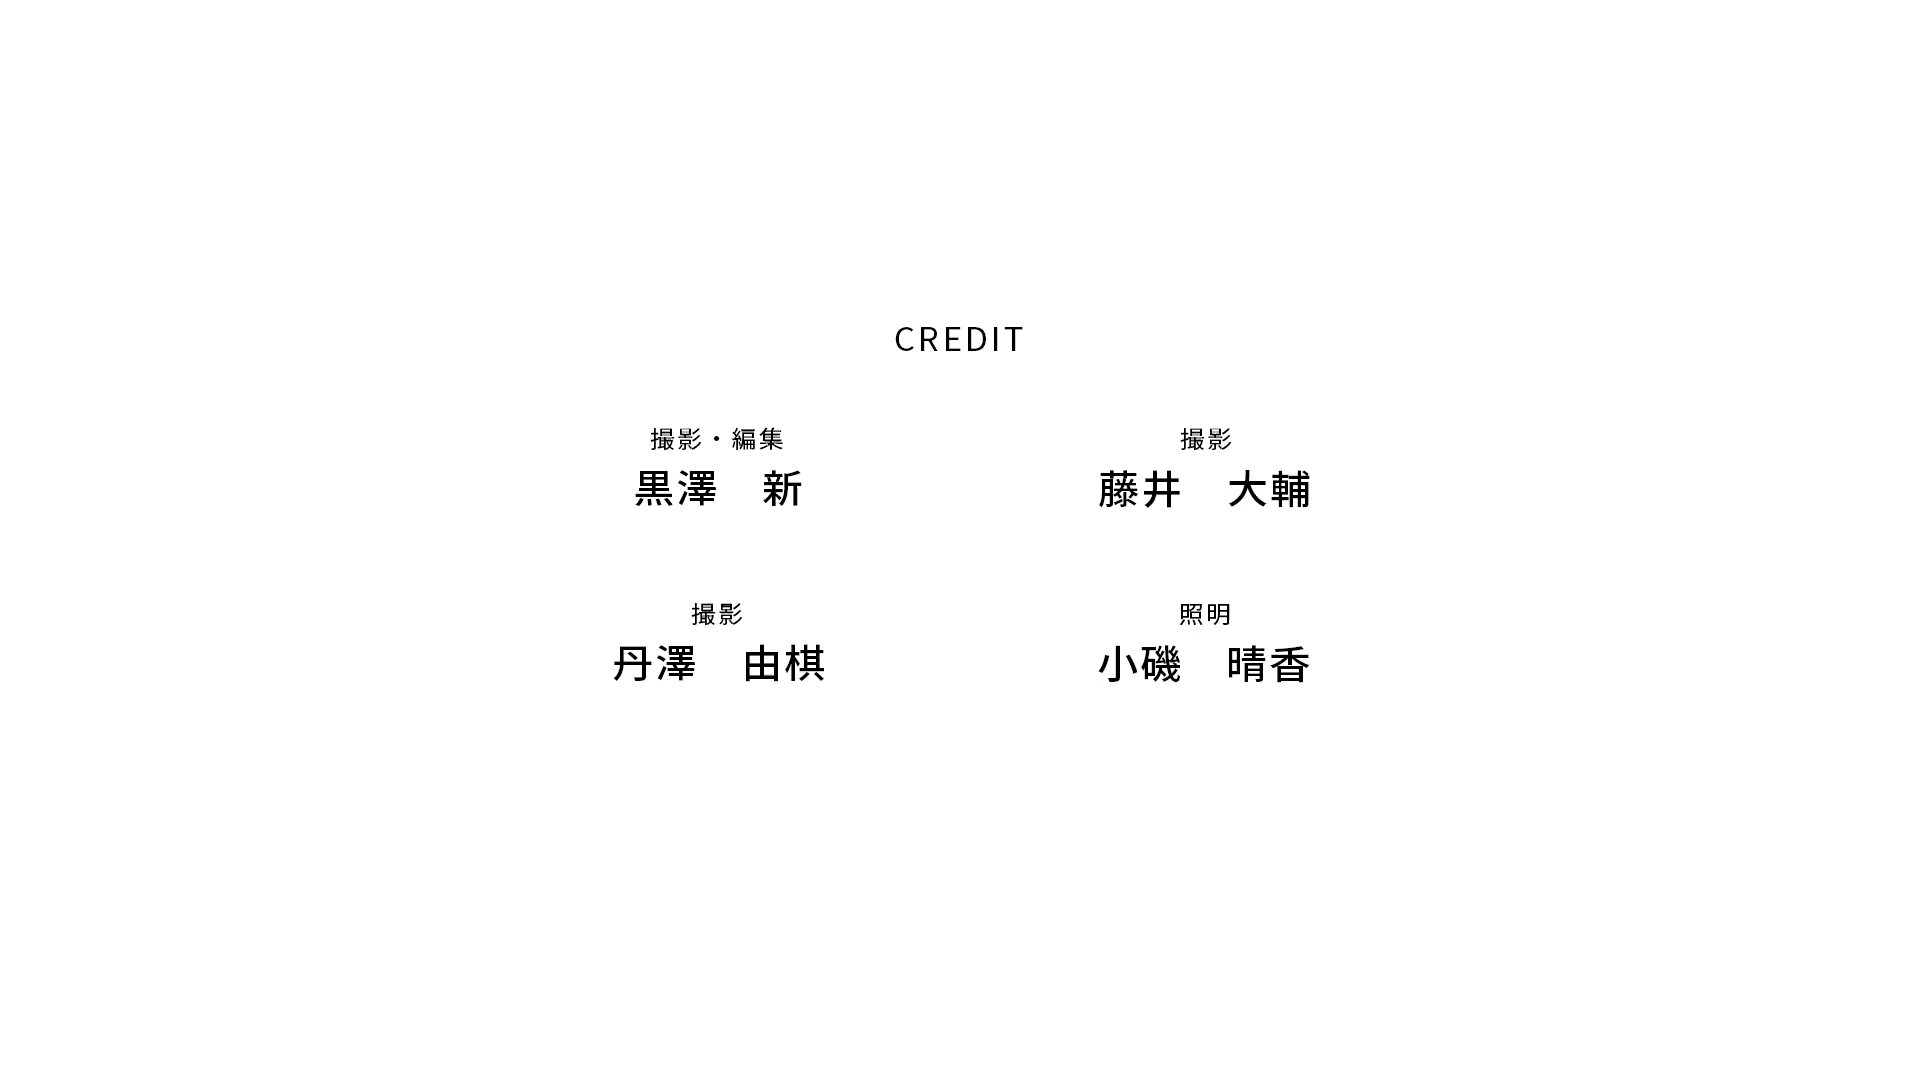 CREDIT
撮影・編集
黒澤　新
撮影
藤井　大輔
撮影
丹澤　由棋
照明
小磯　晴香